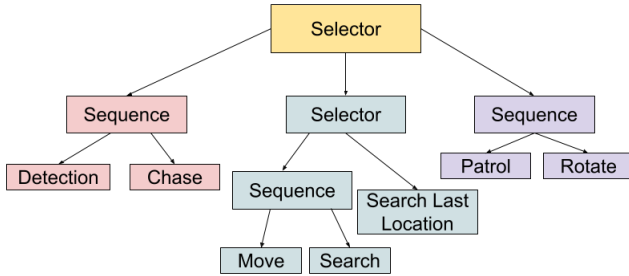 Selector
Sequence
Selector
Sequence
Detection
Chase
Patrol
Rotate
Sequence
Search Last
Location
Move
Search